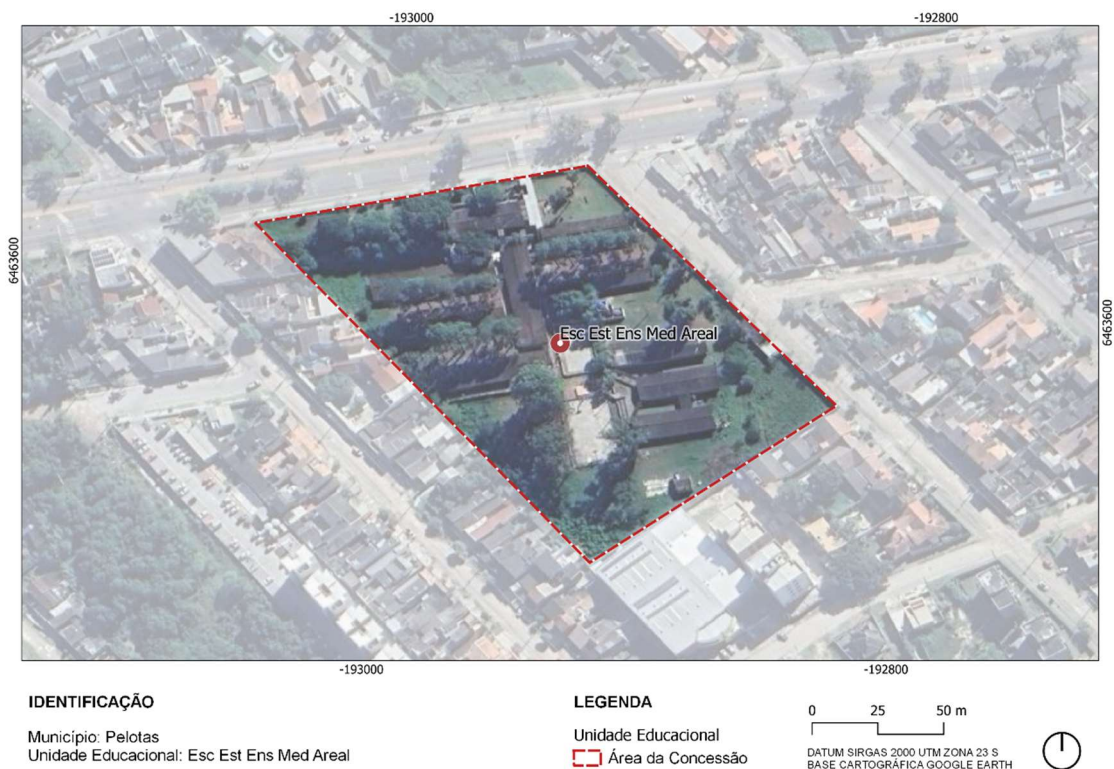 -193000 -192800
6463600
6463600
Esc Est Ens Med Areal
-193000 -192800
IDENTIFICAÇÃO
Município: Pelotas
Unidade Educacional: Esc Est Ens Med Areal
LEGENDA
Unidade Educacional
Área da Concessão
0 25 50 m
DATUM SIRGAS 2000 UTM ZONA 23 S
BASE CARTOGRÁFICA GOOGLE EARTH